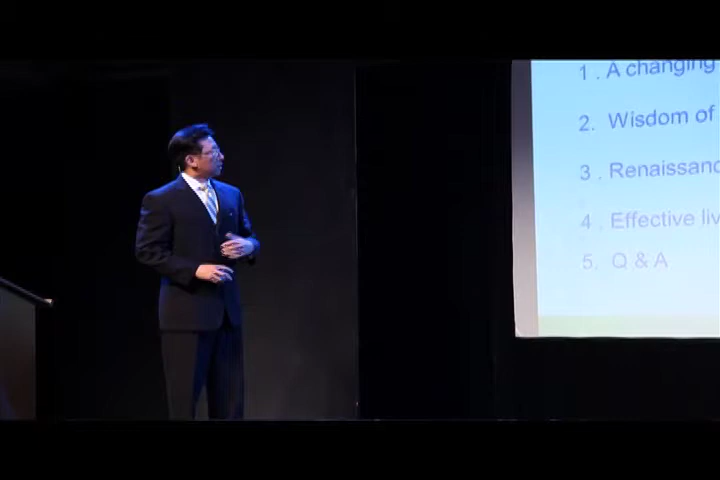 1 . A changing
2. Wisdom of
3 . Renaissanc
4 . Effective liv
5. Q & A